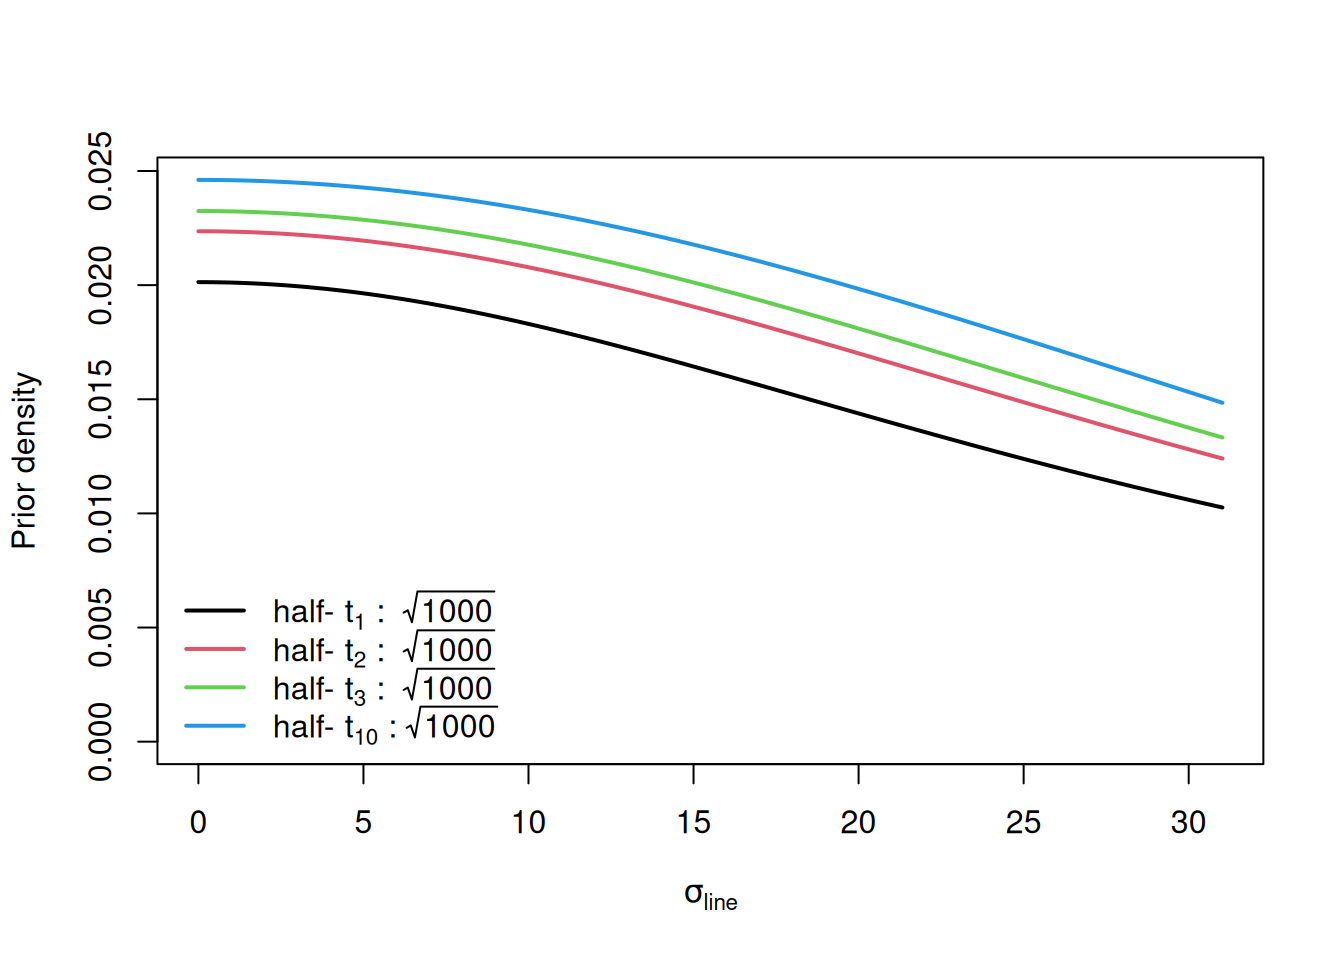 0.025
0.020
0.015
0.010
0.005
0.000
Prior density
half- t₁ : √1000
half- t₂ : √1000
half- t₃ : √1000
half- t₁₀ : √1000
0 5 10 15 20 25 30
σ_line